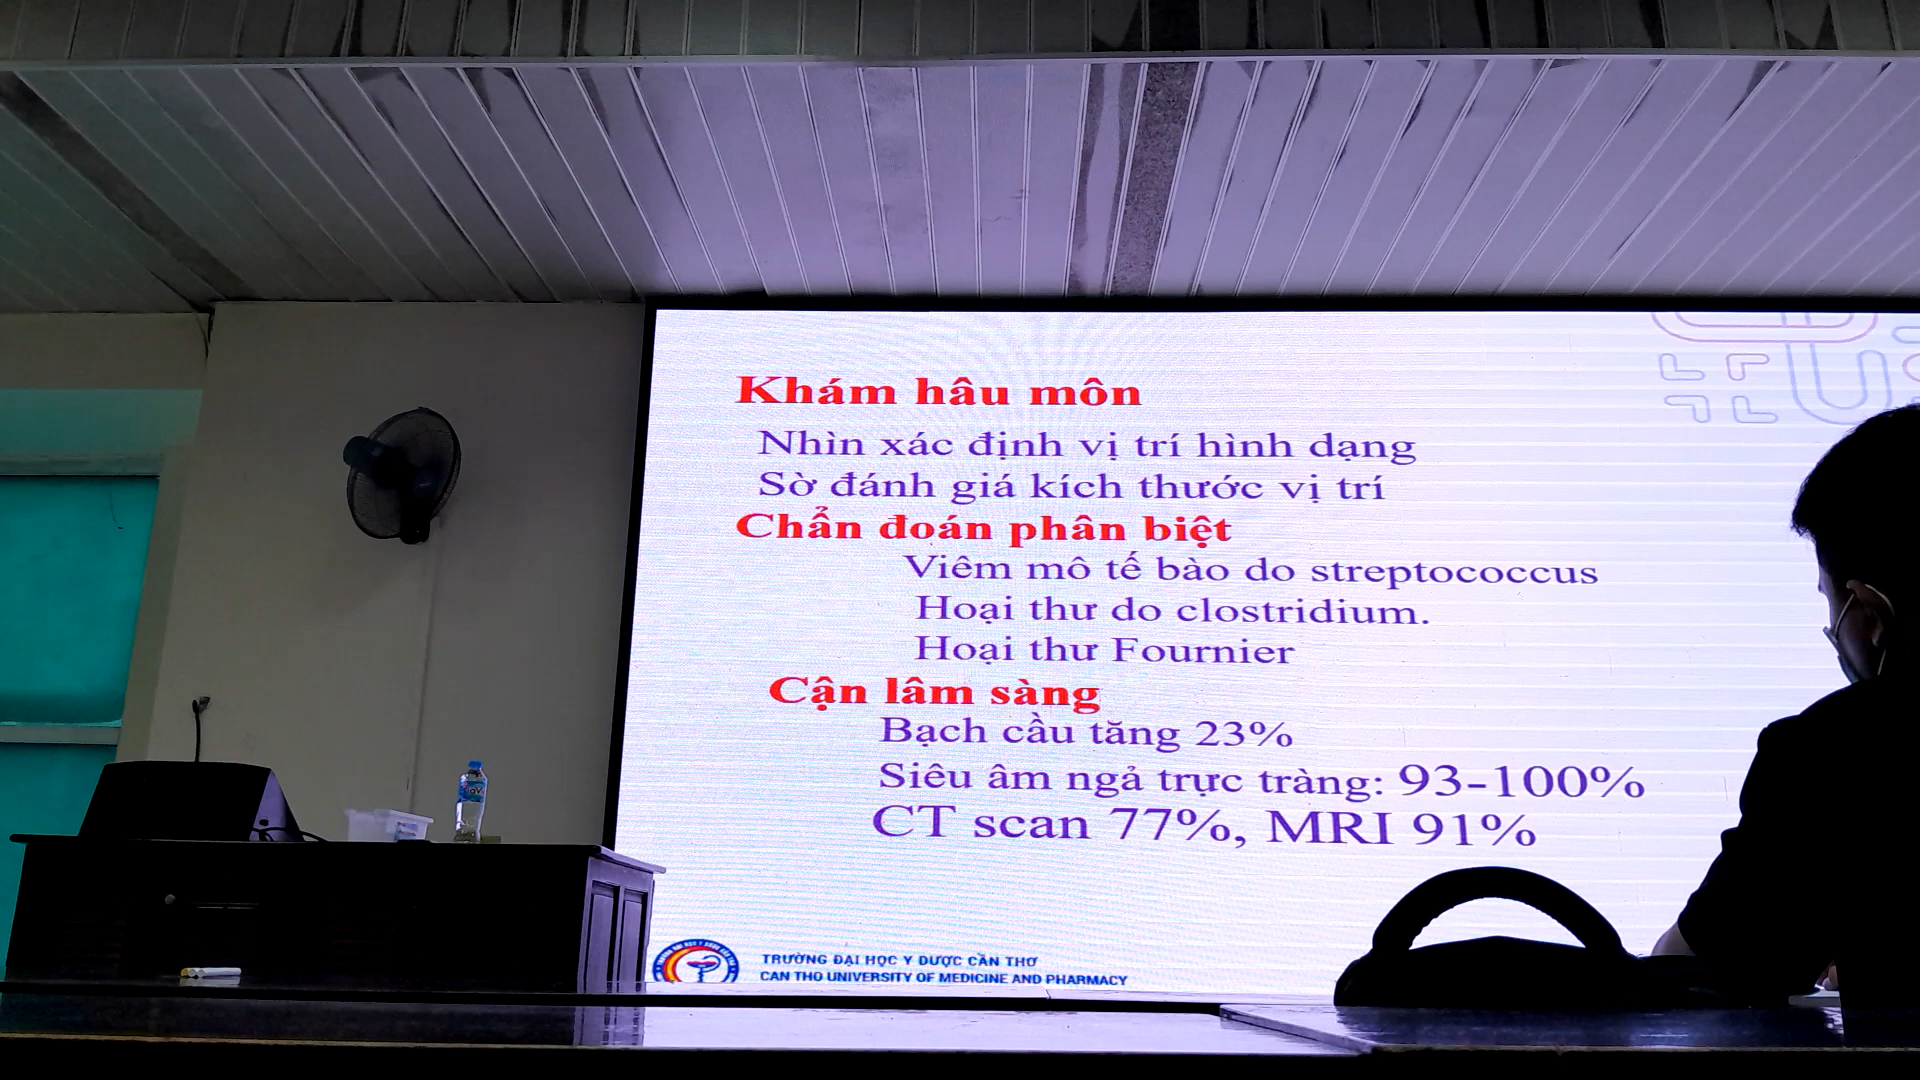 Khám hâu môn
Nhìn xác định vị trí hình dạng
Sờ đánh giá kích thước vị trí
Chẩn đoán phân biệt
Viêm mô tế bào do streptococcus
Hoại thư do clostridium.
Hoại thư Fournier
Cận lâm sàng
Bạch cầu tăng 23%
Siêu âm ngả trực tràng: 93-100%
CT scan 77%, MRI 91%
TRƯỜNG ĐẠI HỌC Y DƯỢC CẦN THƠ
CAN THO UNIVERSITY OF MEDICINE AND PHARMACY